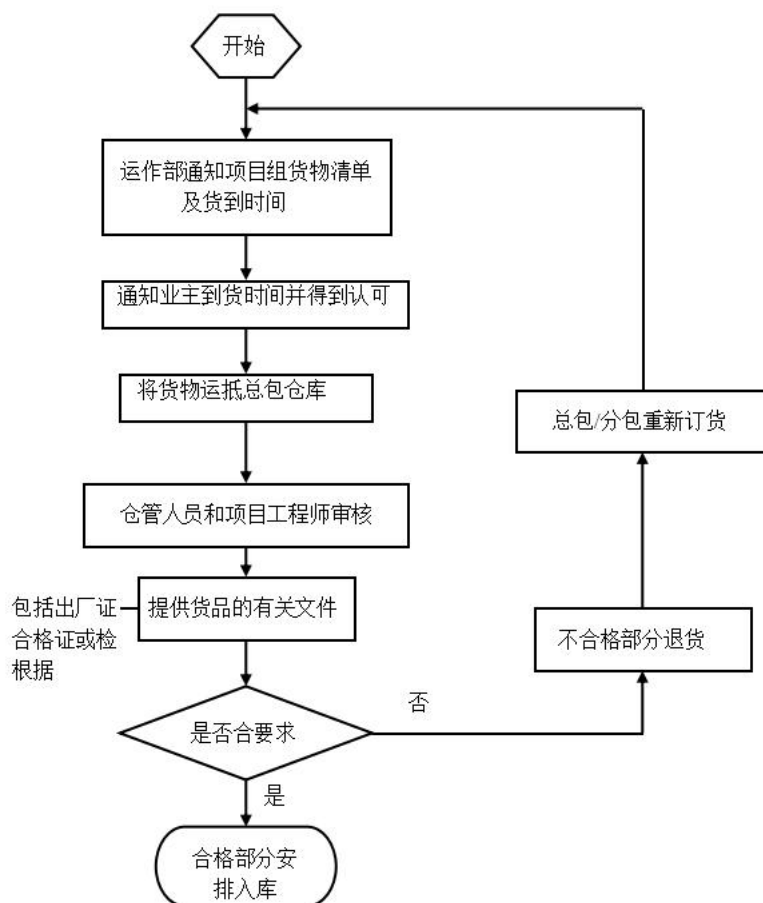 开始
运作部通知项目组货物清单
及货到时间
通知业主到货时间并得到认可
将货物运抵总包仓库
总包/分包重新订货
仓管人员和项目工程师审核
包括出厂证
合格证或检
根据
提供货品的有关文件
不合格部分退货
否
是否合要求
是
合格部分安
排入库